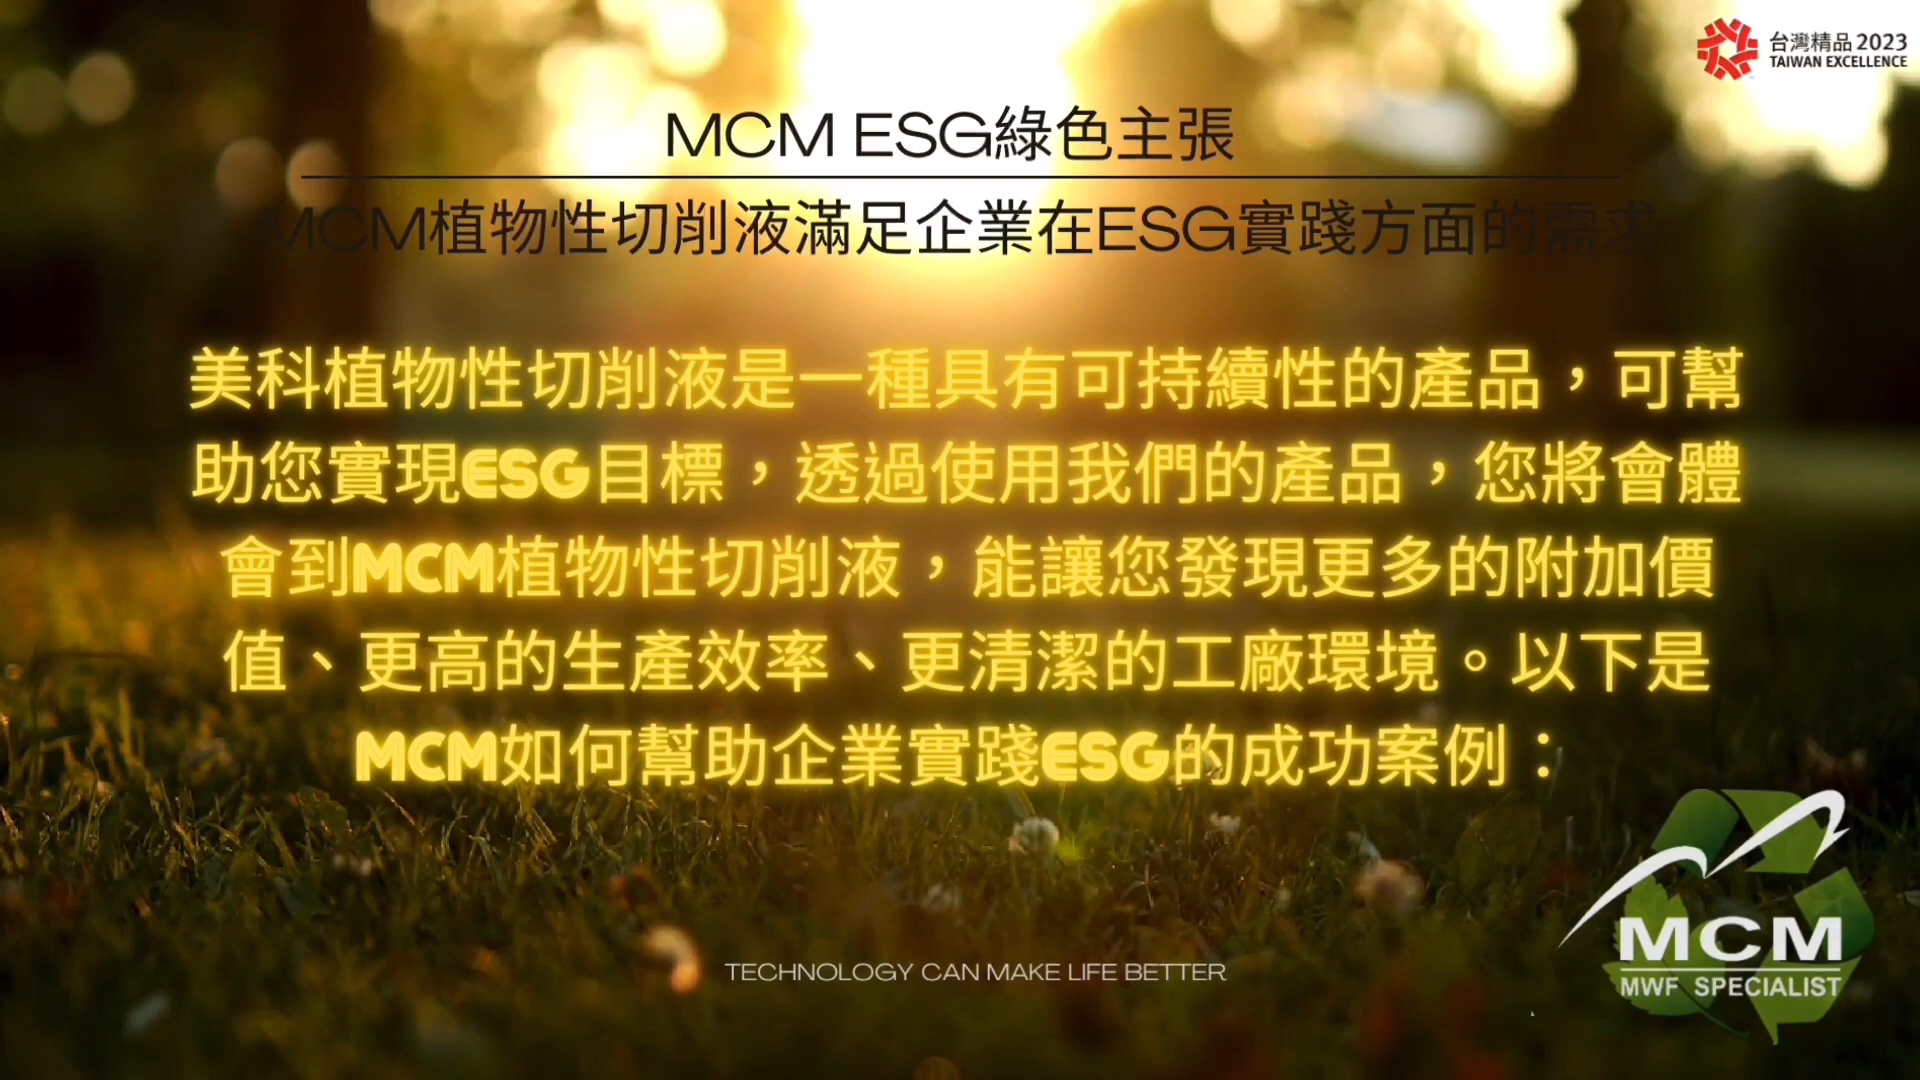 台灣精品 2023
TAIWAN EXCELLENCE
MCM ESG綠色主張
MCM植物性切削液滿足企業在ESG實踐方面的需求
美科植物性切削液是一種具有可持續性的產品，可幫
助您實現ESG目標，透過使用我們的產品，您將會體
會到MCM植物性切削液，能讓您發現更多的附加價
值、更高的生產效率、更清潔的工廠環境。以下是
MCM如何幫助企業實踐ESG的成功案例：
TECHNOLOGY CAN MAKE LIFE BETTER
MCM
MWF SPECIALIST